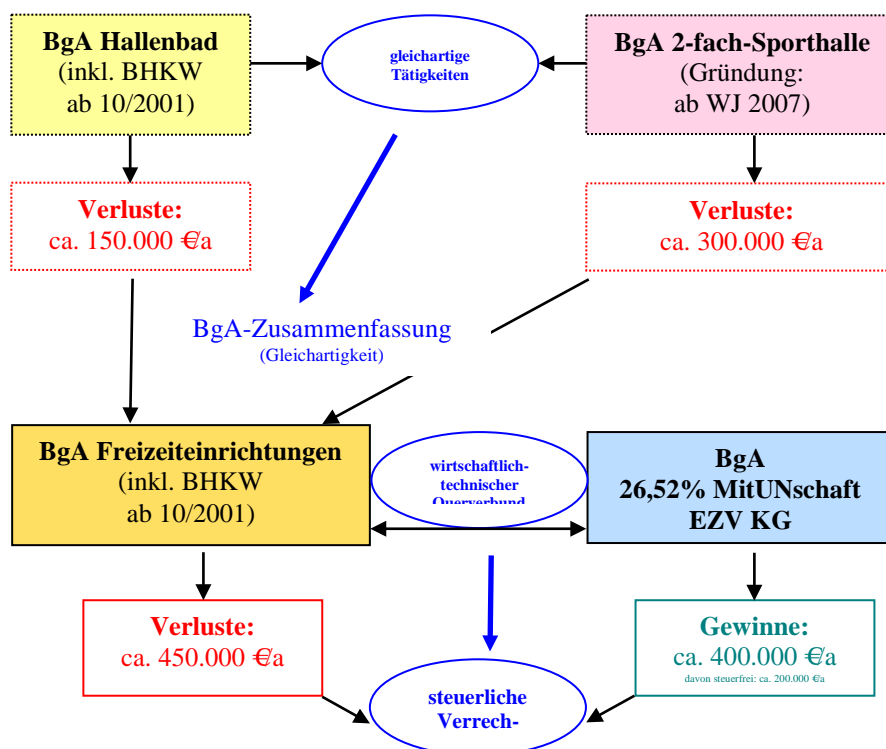 BgA Hallenbad
(inkl. BHKW
ab 10/2001)
gleichartige
Tätigkeiten
BgA 2-fach-Sporthalle
(Gründung:
ab WJ 2007)
Verluste:
ca. 150.000 €/a
Verluste:
ca. 300.000 €/a
BgA-Zusammenfassung
(Gleichartigkeit)
BgA Freizeiteinrichtungen
(inkl. BHKW
ab 10/2001)
wirtschaftlich-
technischer
Querverbund
BgA
26,52% MitUNschaft
EZV KG
Verluste:
ca. 450.000 €/a
Gewinne:
ca. 400.000 €/a
davon steuerfrei: ca. 200.000 €/a
steuerliche
Verrech-